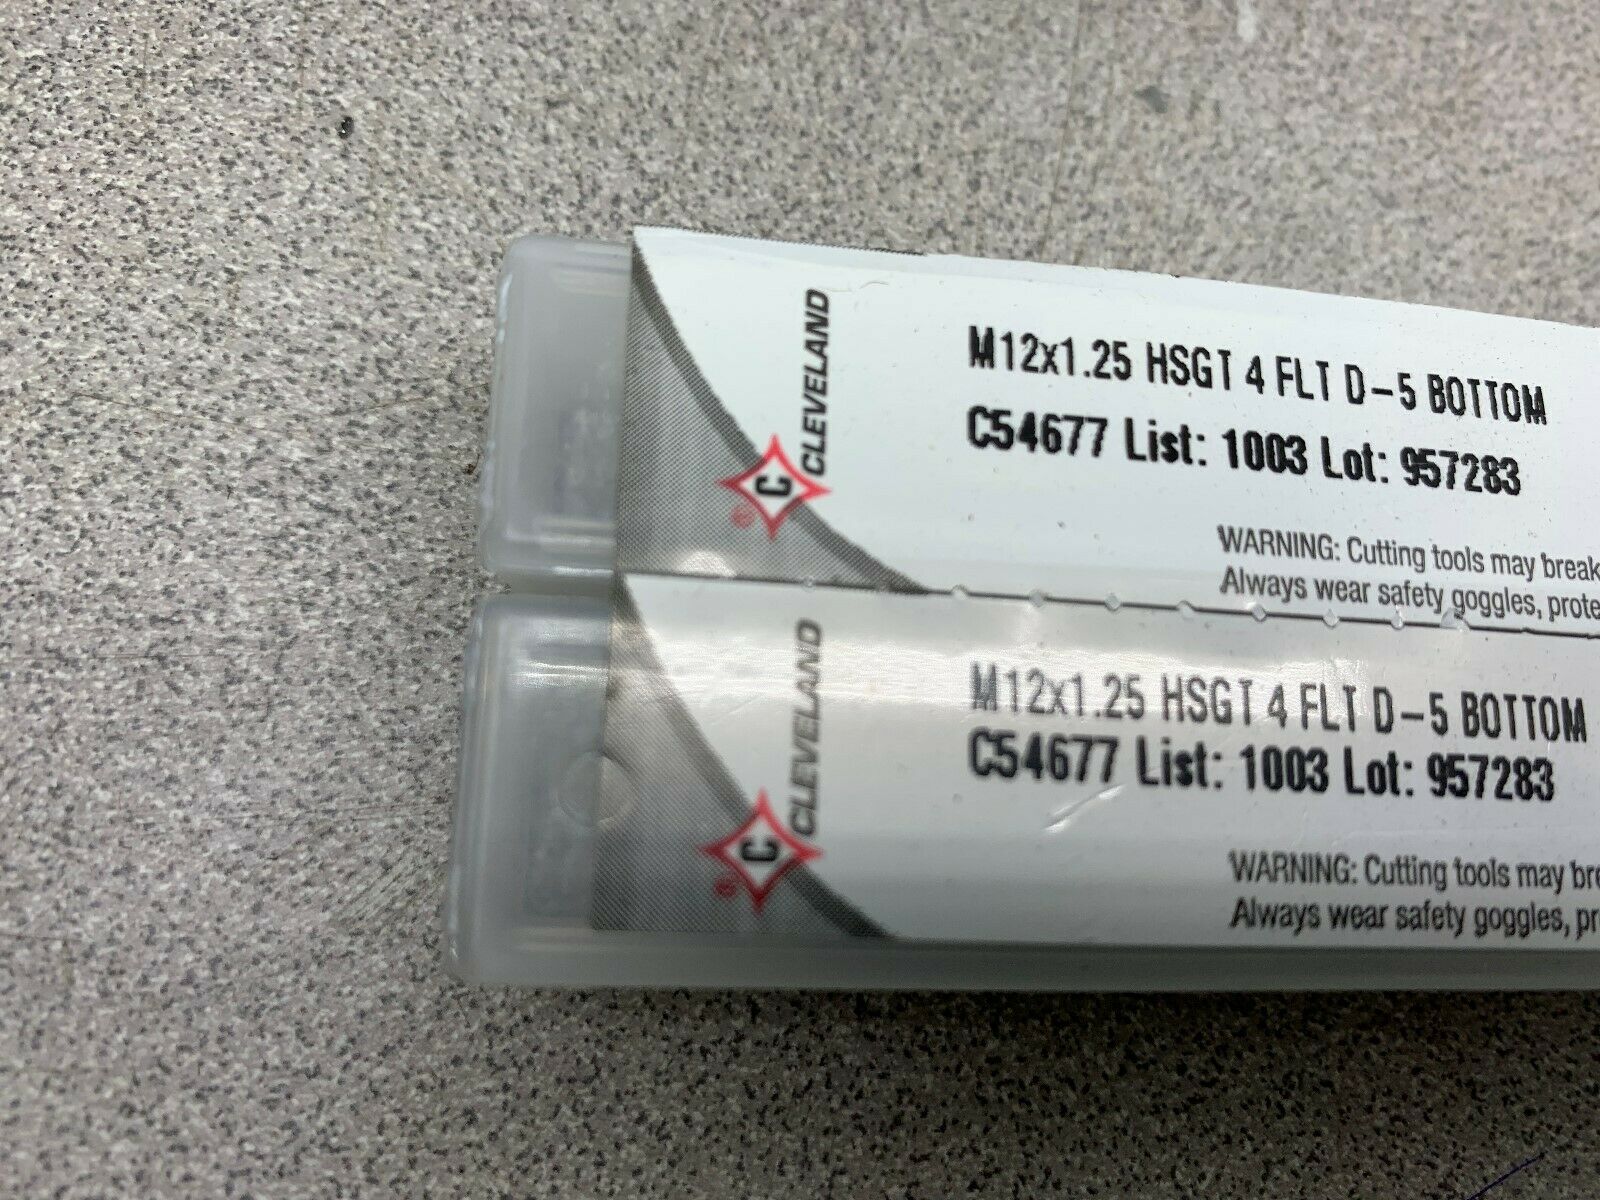 C CLEVELAND ®
M12x1.25 HSGT 4 FLT D-5 BOTTOM
C54677 List: 1003 Lot: 957283
WARNING: Cutting tools may break
Always wear safety goggles, prote
C CLEVELAND ®
M12x1.25 HSGT 4 FLT D-5 BOTTOM
C54677 List: 1003 Lot: 957283
WARNING: Cutting tools may bre
Always wear safety goggles, pr